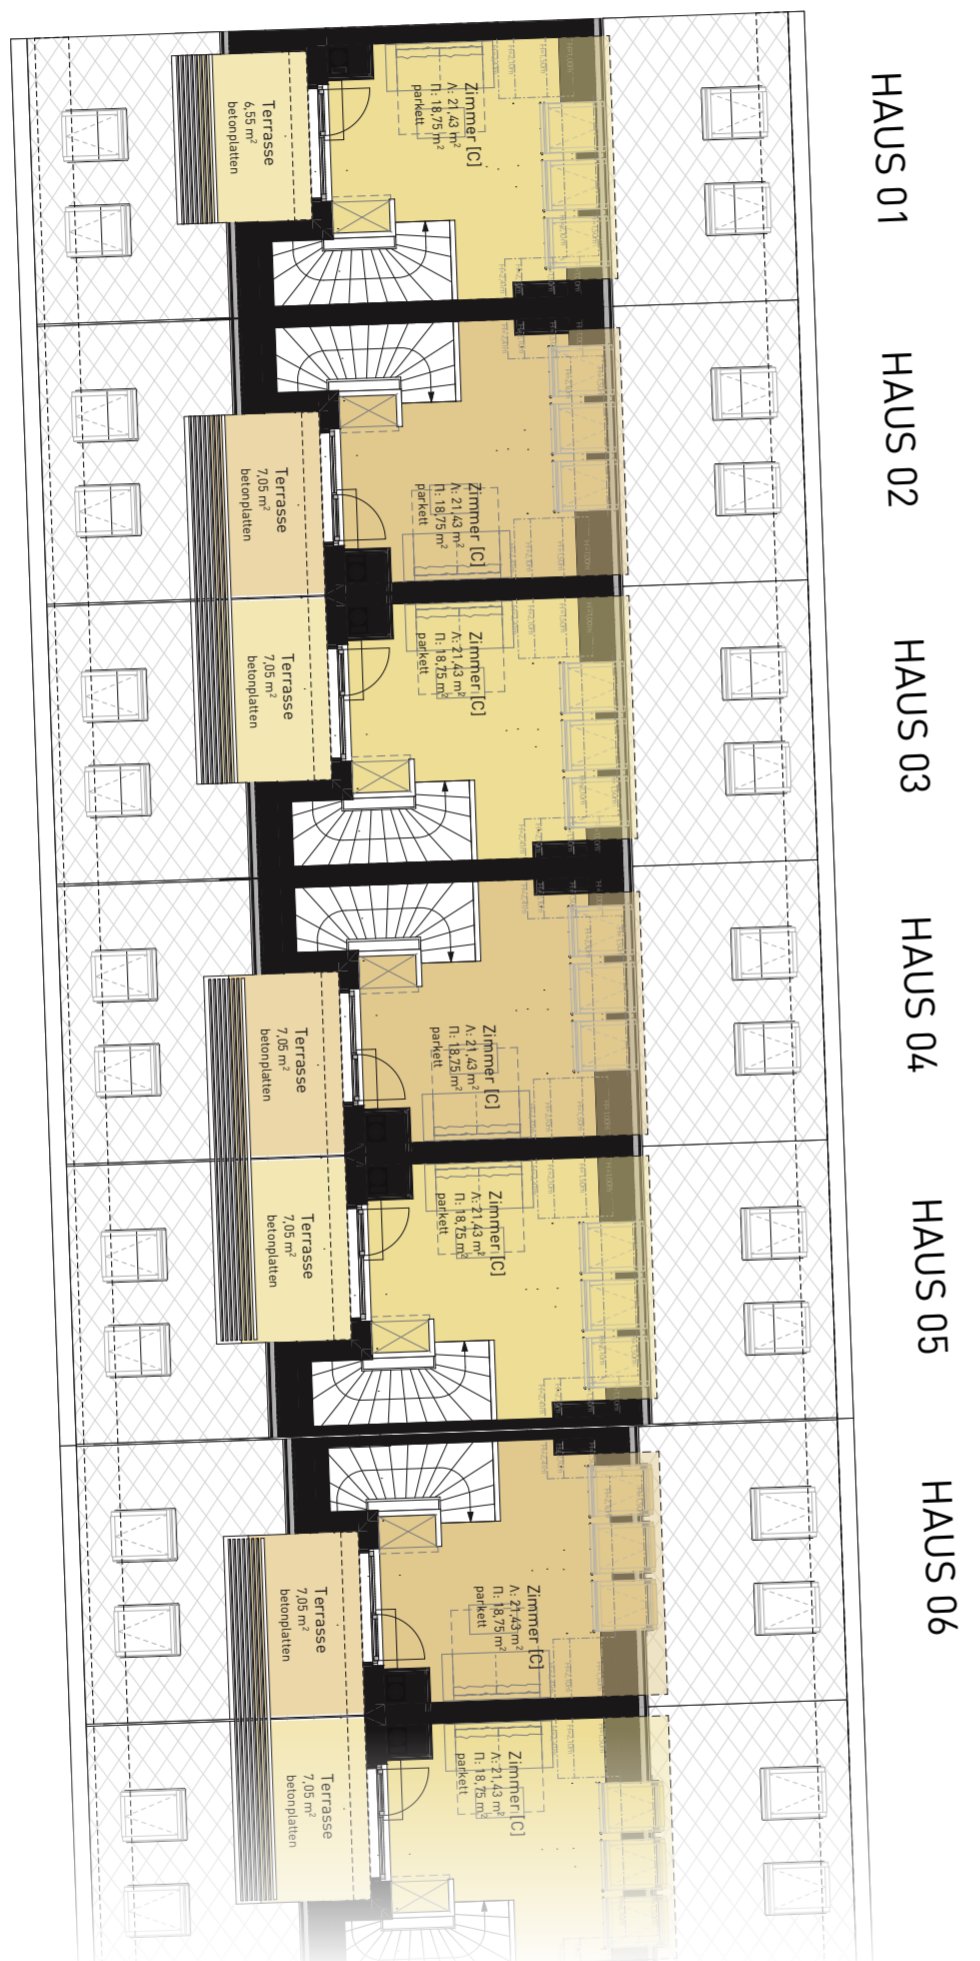 HAUS 01
Zimmer [C]
Λ: 21,43 m²
Π: 18,75 m²
parkett
Terrasse
6,55 m²
betonplatten
HAUS 02
Zimmer [C]
Λ: 21,43 m²
Π: 18,75 m²
parkett
Terrasse
7,05 m²
betonplatten
HAUS 03
Zimmer [C]
Λ: 21,43 m²
Π: 18,75 m²
parkett
Terrasse
7,05 m²
betonplatten
HAUS 04
Zimmer [C]
Λ: 21,43 m²
Π: 18,75 m²
parkett
Terrasse
7,05 m²
betonplatten
HAUS 05
Zimmer [C]
Λ: 21,43 m²
Π: 18,75 m²
parkett
Terrasse
7,05 m²
betonplatten
HAUS 06
Zimmer [C]
Λ: 21,43 m²
Π: 18,75 m²
parkett
Terrasse
7,05 m²
betonplatten
Zimmer [C]
Λ: 21,43 m²
Π: 18,75 m²
parkett
Terrasse
7,05 m²
betonplatten